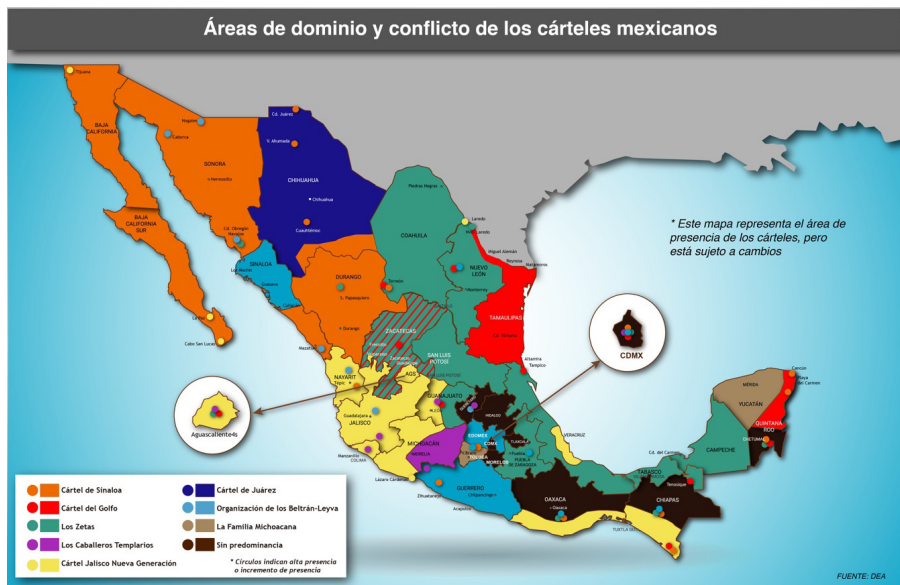 Áreas de dominio y conflicto de los cárteles mexicanos
Tijuana
BAJA
CALIFORNIA
Nogales
Caborca
SONORA
Hermosillo
Cd. Juárez
V. Ahumada
CHIHUAHUA
Chihuahua
Cuauhtémoc
Piedras Negras
COAHUILA
Laredo
Miguel Alemán
Reynosa
Matamoros
* Este mapa representa el área de
presencia de los cárteles, pero
está sujeto a cambios
BAJA
CALIFORNIA
SUR
Cd. Obregón
Navojoa
SINALOA
Los Mochis
Culiacán
DURANGO
S. Papasquiaro
Durango
Torreón
NUEVO
LEÓN
Monterrey
TAMAULIPAS
La Paz
Cabo San Lucas
Mazatlán
ZACATECAS
Fresnillo
Zacatecas
SAN LUIS
POTOSÍ
Altamira
Tampico
CDMX
NAYARIT
Tepic
AGS
Aguascaliente4s
Guadalajara
JALISCO
GUANAJUATO
HIDALGO
Manzanillo
COLIMA
MICHOACÁN
MORELIA
EDOMEX
CDMX
TOLUCA
MORELOS
TLAXCALA
Puebla
PUEBLA
DE ZARAGOZA
VERACRUZ
Lázaro Cárdenas
Zihuatanejo
GUERRERO
Chilpancingo
Acapulco
OAXACA
Oaxaca
Cd. del Carmen
TABASCO
Tenosique
CHIAPAS
TUXTLA GUT.
CAMPECHE
MÉRIDA
YUCATÁN
Cancún
Playa
del Carmen
QUINTANA
ROO
CHETUMAL
Cártel de Sinaloa
Cártel del Golfo
Los Zetas
Los Caballeros Templarios
Cártel Jalisco Nueva Generación
Cártel de Juárez
Organización de los Beltrán-Leyva
La Familia Michoacana
Sin predominancia
* Círculos indican alta presencia
o incremento de presencia
FUENTE: DEA